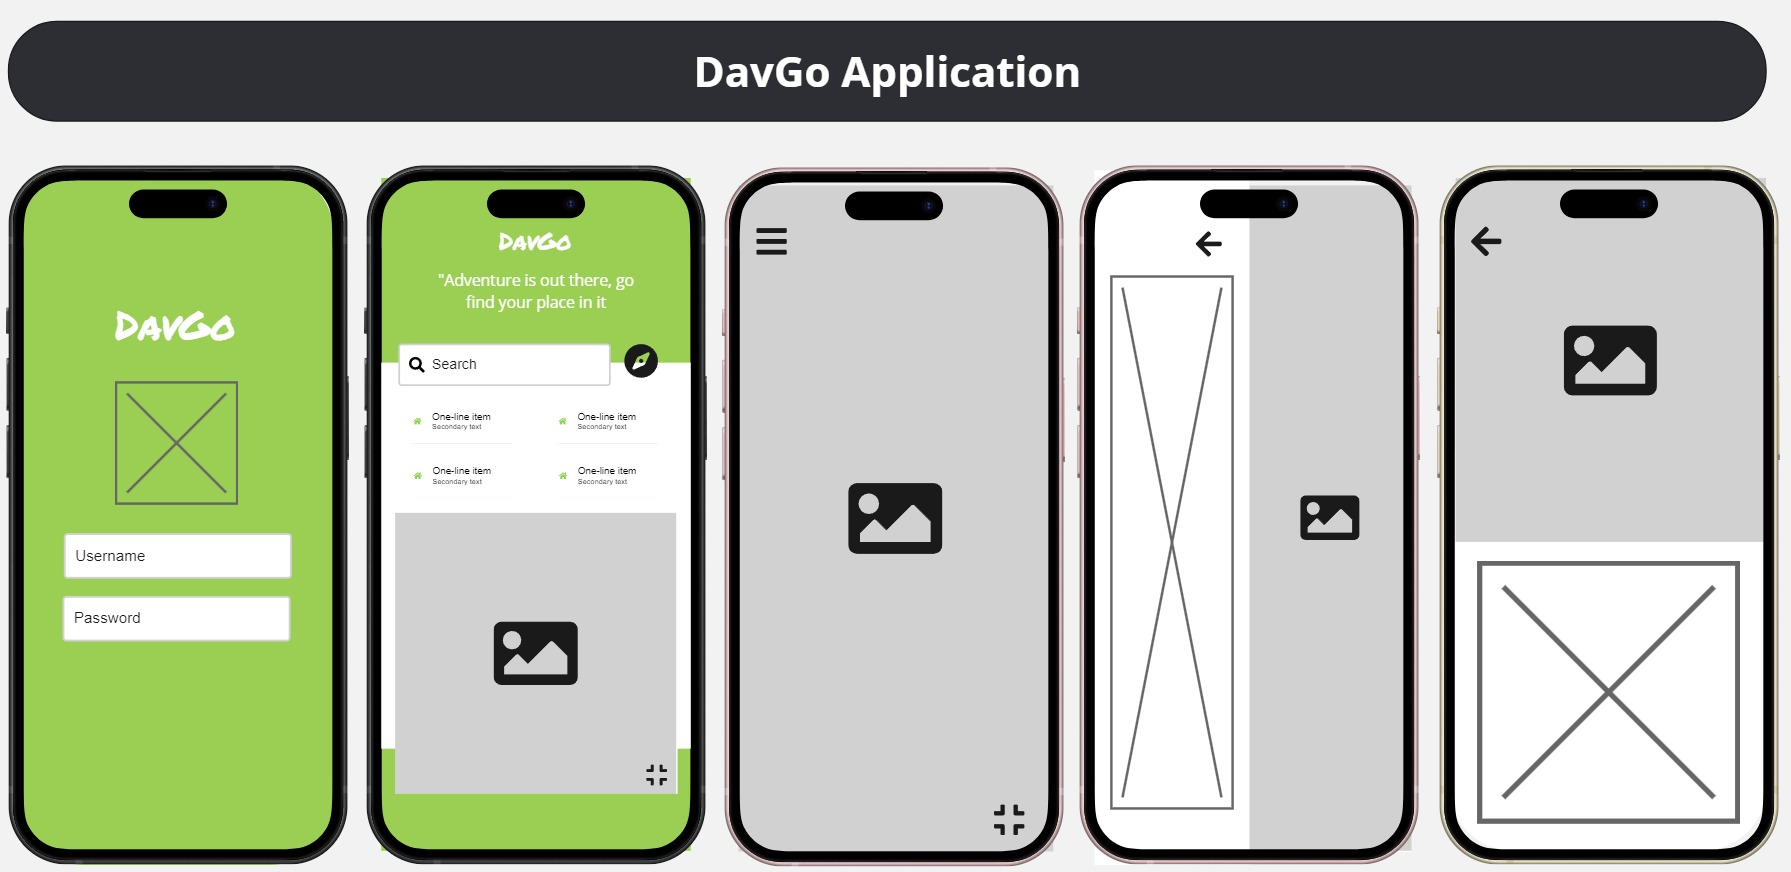 DavGo Application
DavGo
Username
Password
DavGo
"Adventure is out there, go
find your place in it
Search
One-line item
Secondary text
One-line item
Secondary text
One-line item
Secondary text
One-line item
Secondary text